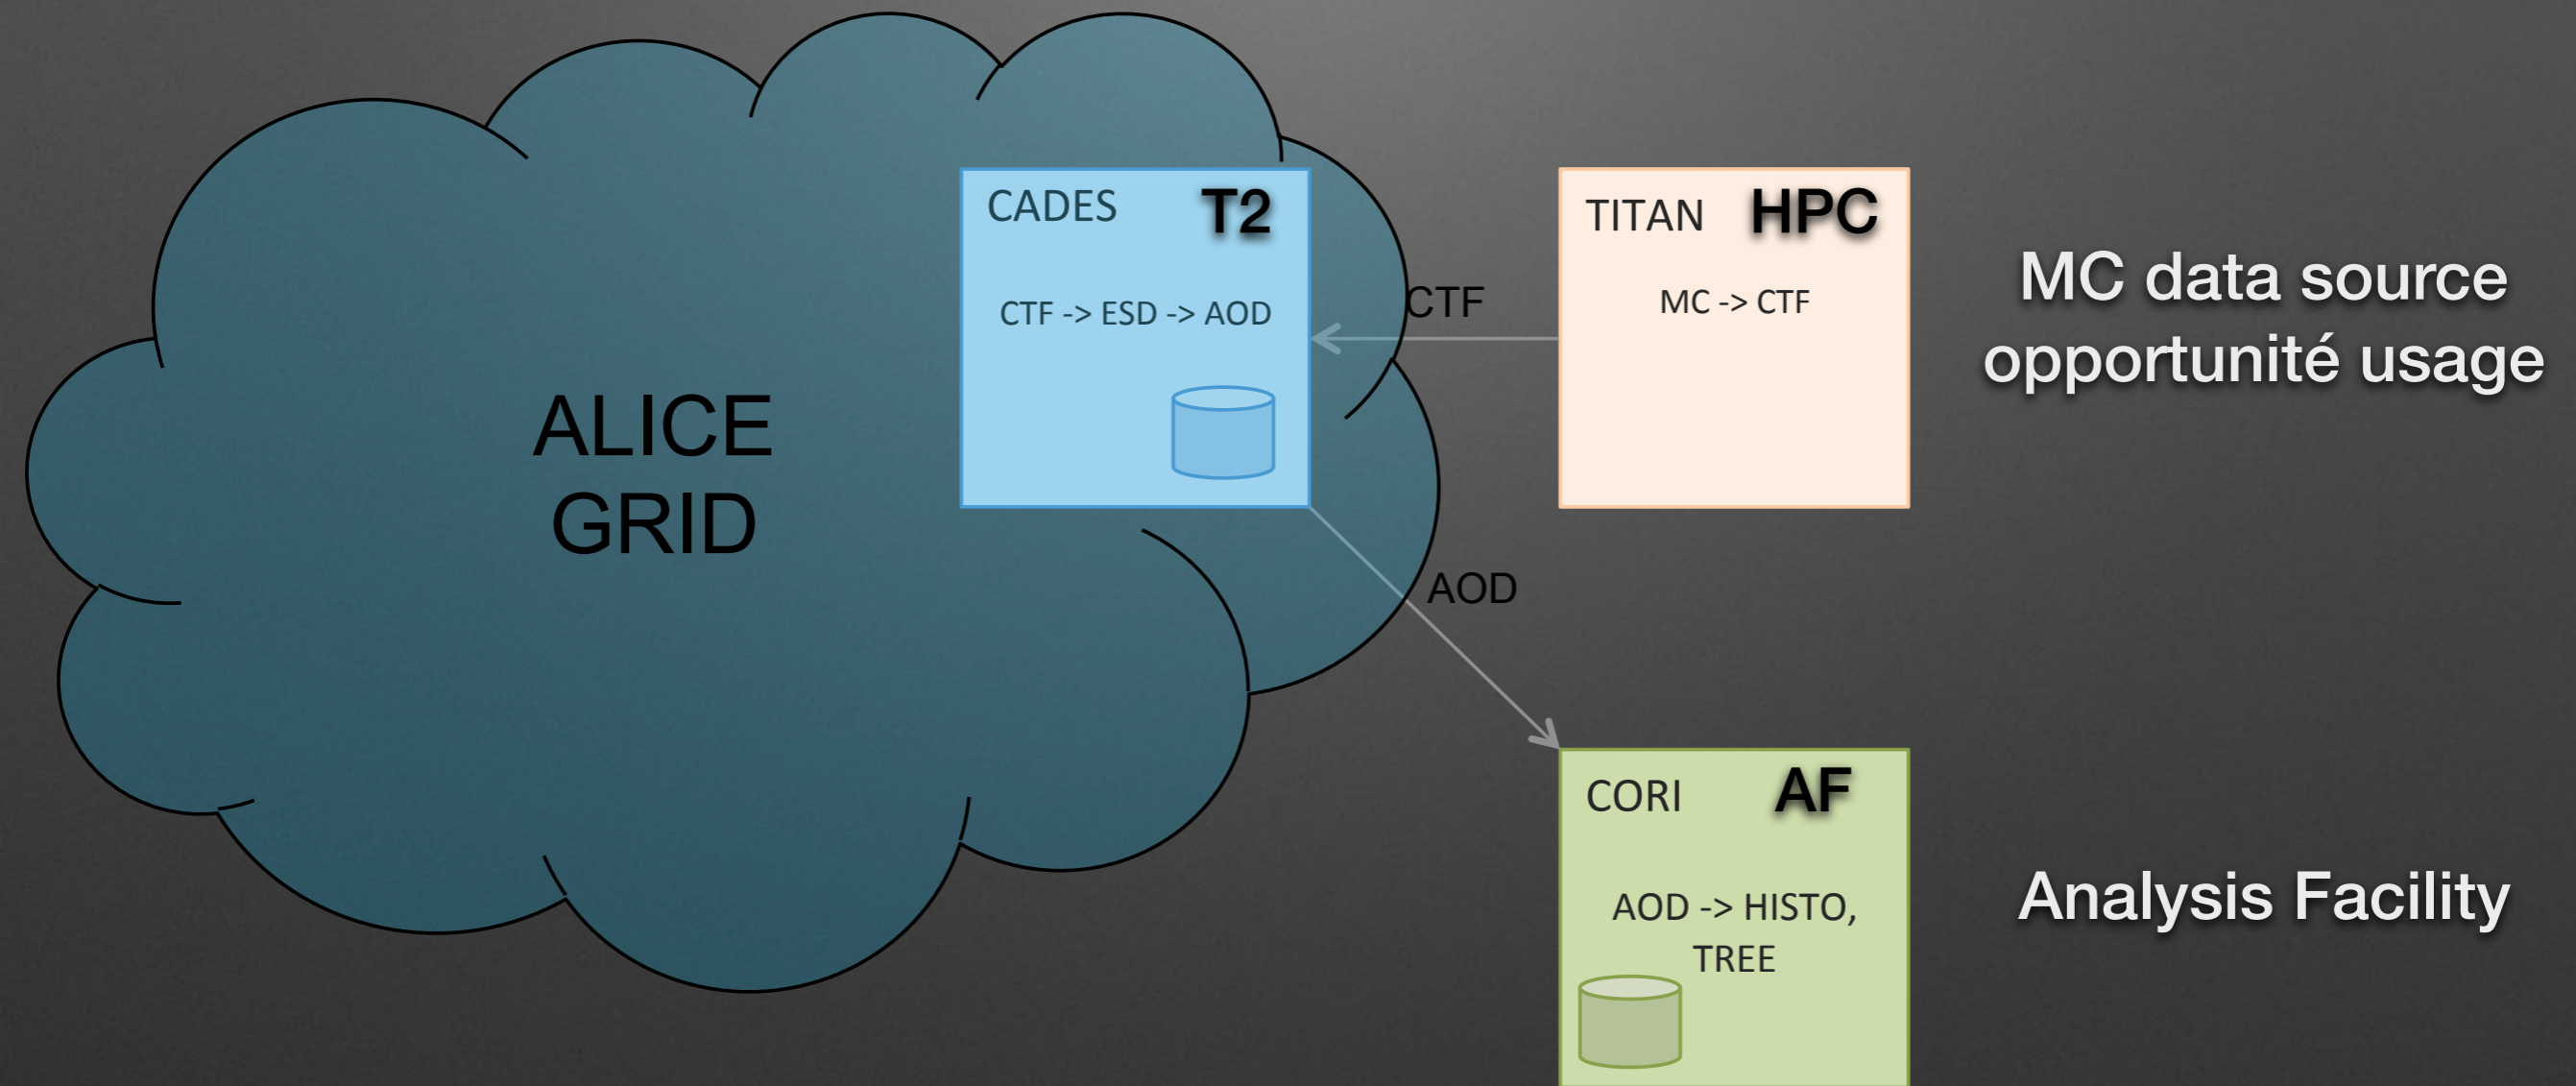 ALICE
GRID
CADES T2
CTF -> ESD -> AOD
CTF
TITAN HPC
MC -> CTF
MC data source
opportunité usage
AOD
CORI AF
AOD -> HISTO,
TREE
Analysis Facility